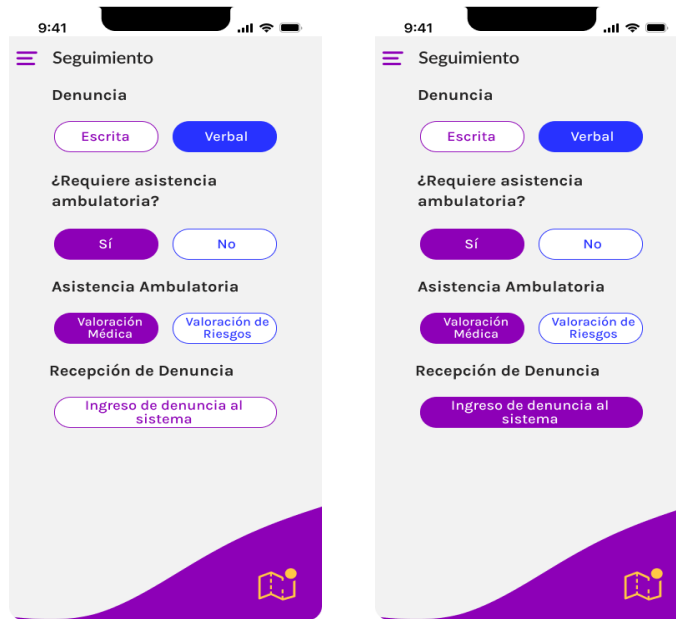 9:41
Seguimiento
Denuncia
Escrita
Verbal
¿Requiere asistencia
ambulatoria?
Sí
No
Asistencia Ambulatoria
Valoración
Médica
Valoración de
Riesgos
Recepción de Denuncia
Ingreso de denuncia al
sistema
9:41
Seguimiento
Denuncia
Escrita
Verbal
¿Requiere asistencia
ambulatoria?
Sí
No
Asistencia Ambulatoria
Valoración
Médica
Valoración de
Riesgos
Recepción de Denuncia
Ingreso de denuncia al
sistema